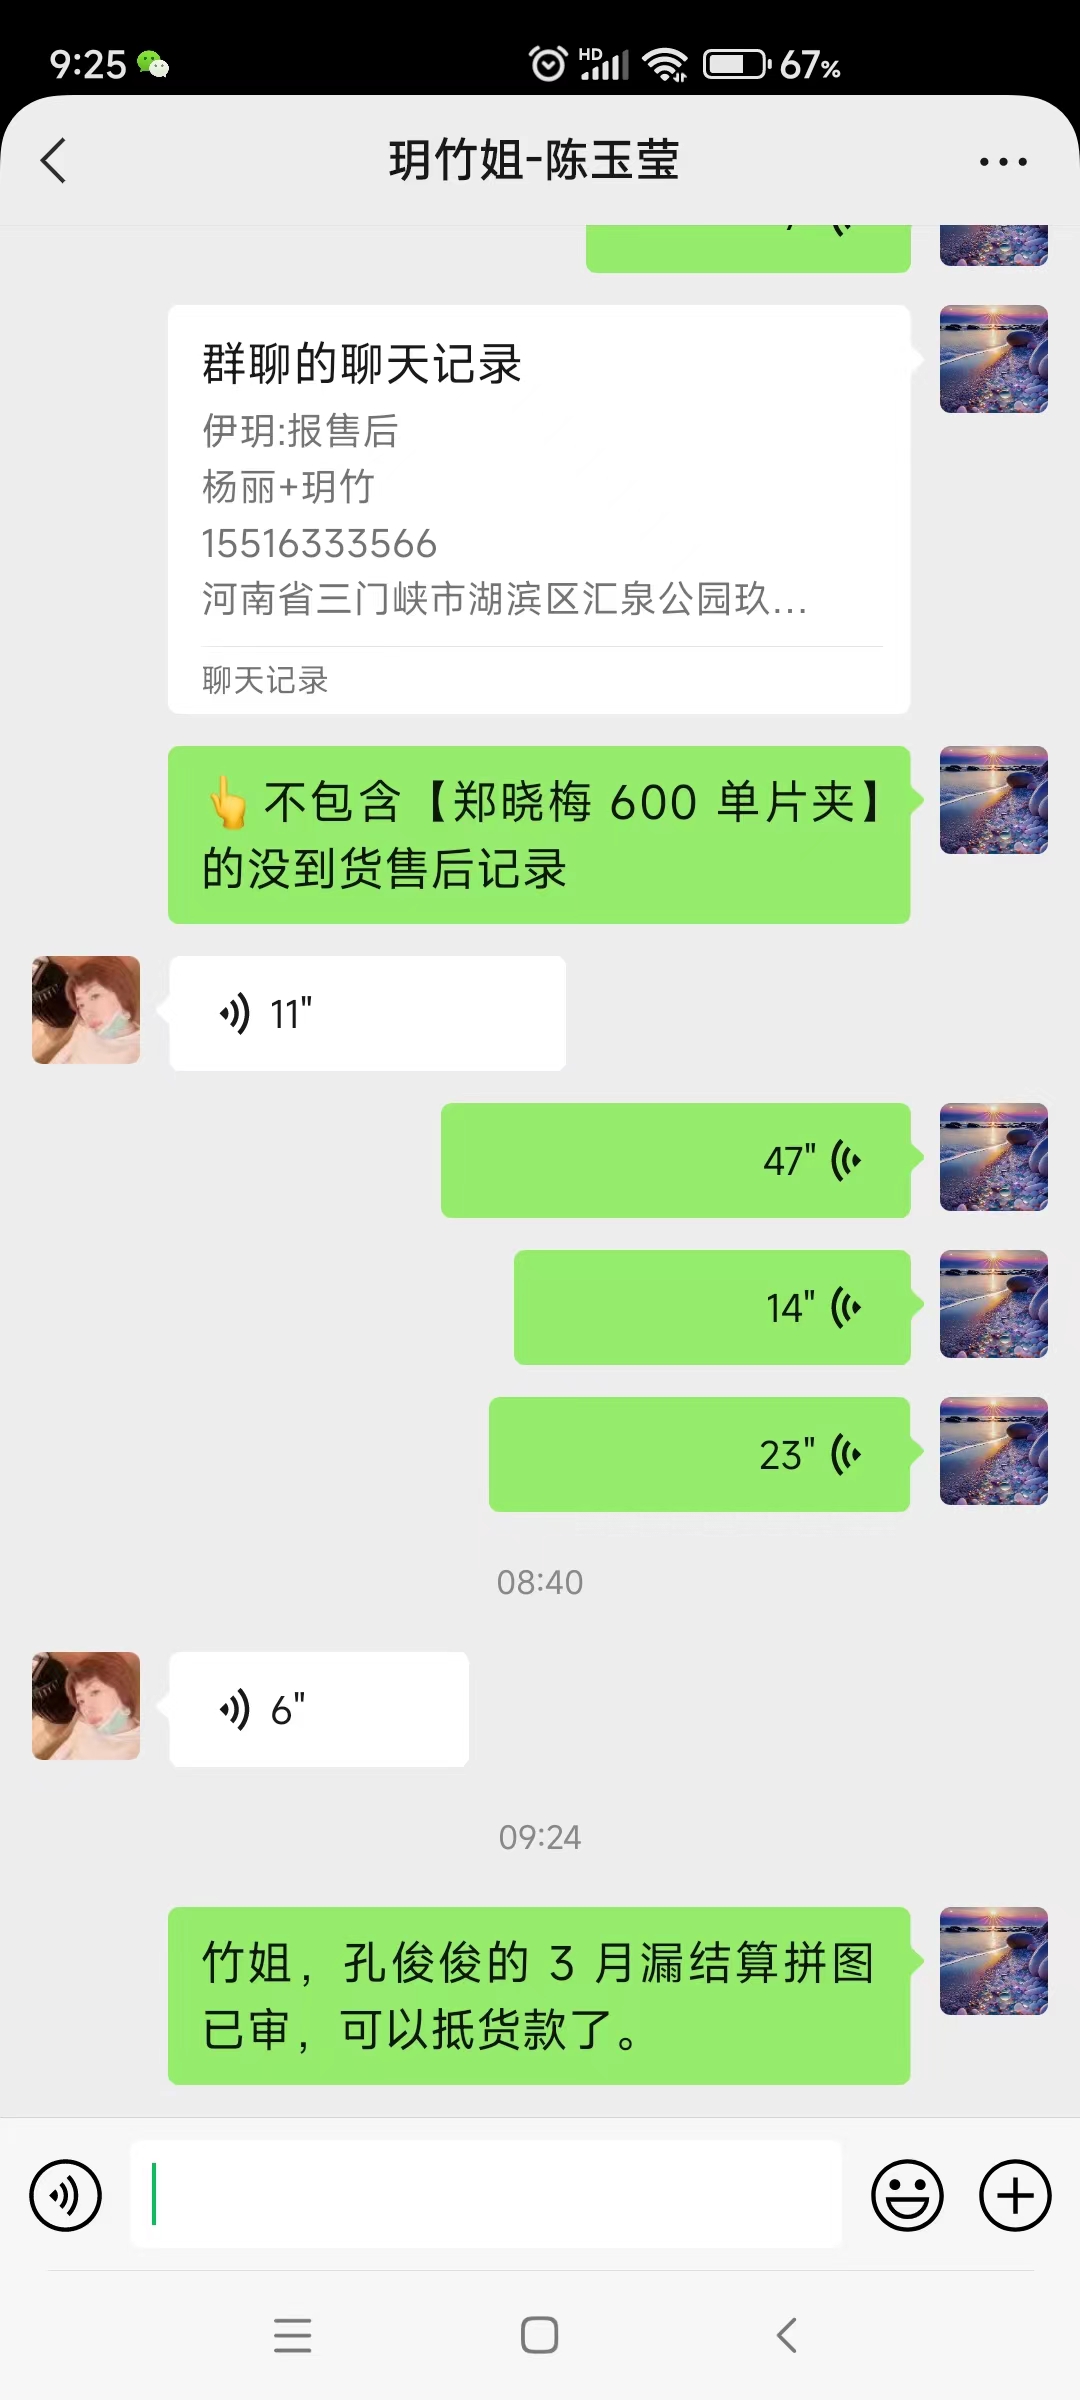 9:25
HD
67%
玥竹姐-陈玉莹
群聊的聊天记录
伊玥:报售后
杨丽+玥竹
15516333566
河南省三门峡市湖滨区汇泉公园玖...
聊天记录
👆不包含【郑晓梅 600 单片夹】
的没到货售后记录
11"
47"
14"
23"
08:40
6"
09:24
竹姐，孔俊俊的 3 月漏结算拼图
已审，可以抵货款了。